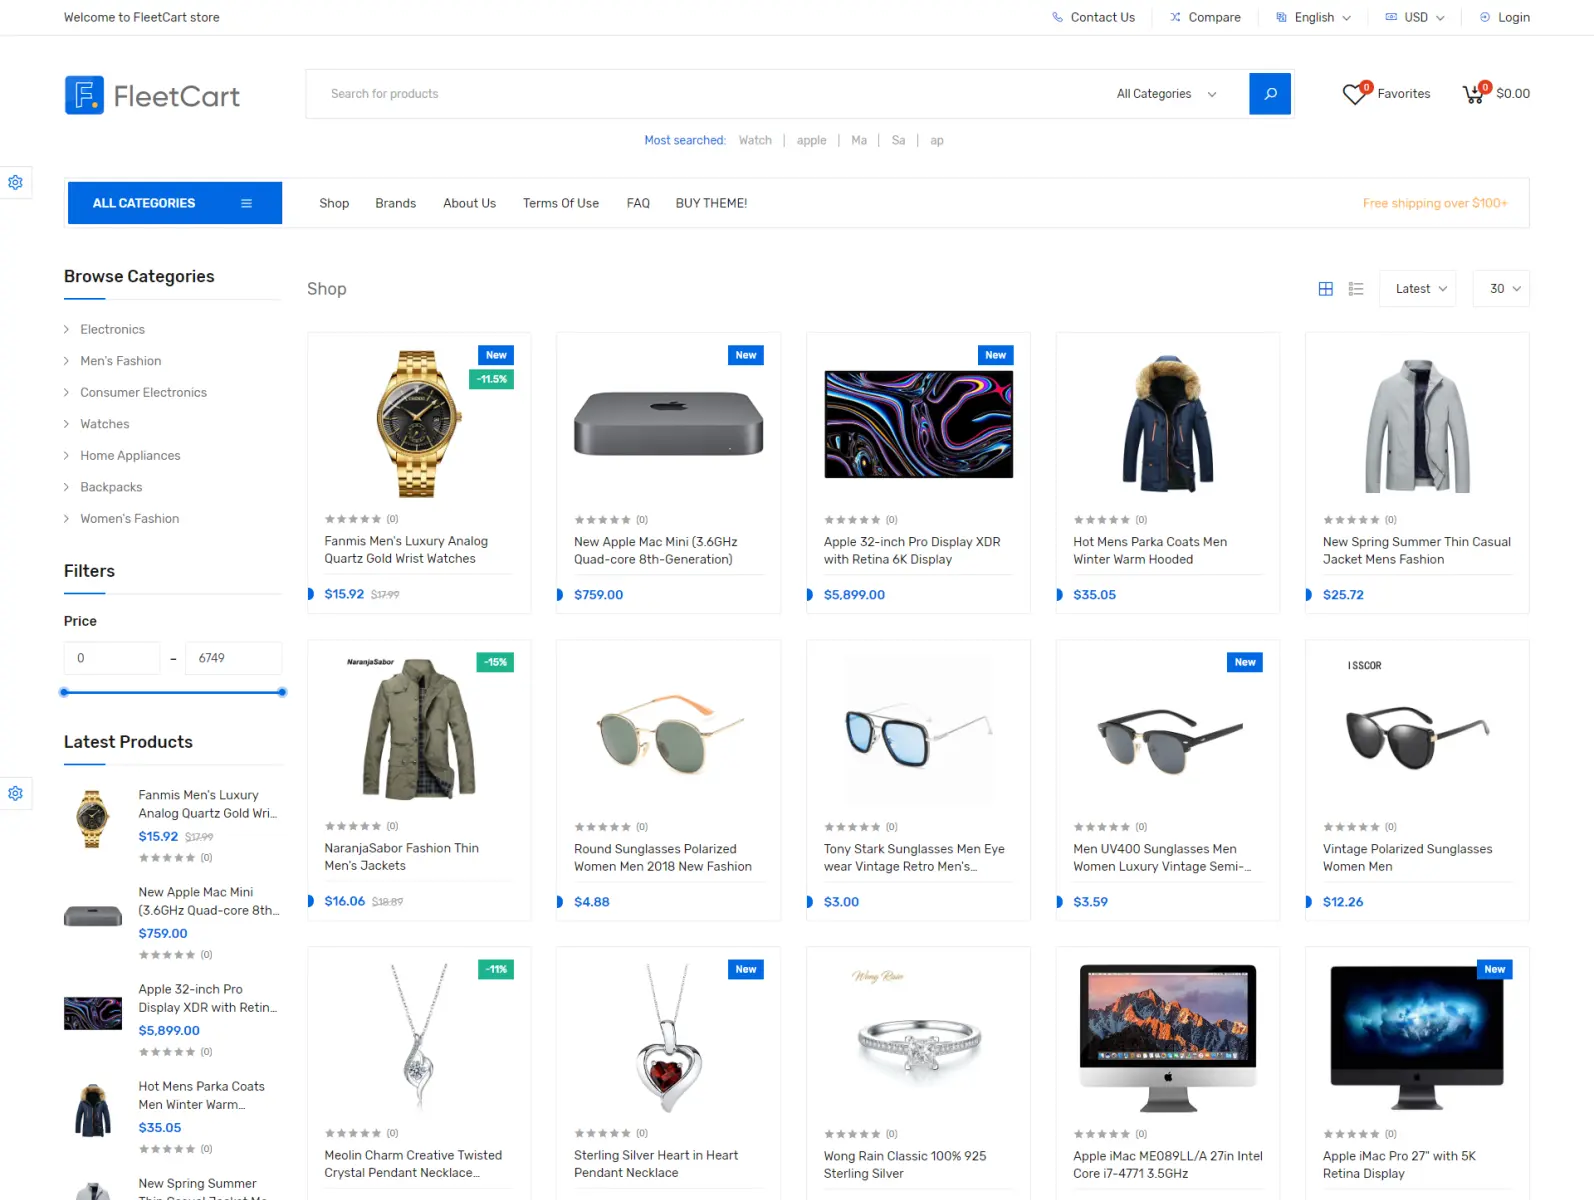 Welcome to FleetCart store
Contact Us
Compare
English
USD
Login
F.
FleetCart
Search for products
All Categories
0
Favorites
0
$0.00
Most searched: Watch | apple | Ma | Sa | ap
ALL CATEGORIES
Shop
Brands
About Us
Terms Of Use
FAQ
BUY THEME!
Free shipping over $100+
Browse Categories
Electronics
Men's Fashion
Consumer Electronics
Watches
Home Appliances
Backpacks
Women's Fashion
Filters
Price
0 – 6749
Latest Products
Fanmis Men's Luxury
Analog Quartz Gold Wri...
$15.92 $17.99
(0)
New Apple Mac Mini
(3.6GHz Quad-core 8th...
$759.00
(0)
Apple 32-inch Pro
Display XDR with Retin...
$5,899.00
(0)
Hot Mens Parka Coats
Men Winter Warm...
$35.05
(0)
New Spring Summer
Thin Casual Jacket Me...
Shop
Latest
30
New
-11.5%
(0)
Fanmis Men's Luxury Analog
Quartz Gold Wrist Watches
$15.92 $17.99
New
(0)
New Apple Mac Mini (3.6GHz
Quad-core 8th-Generation)
$759.00
New
(0)
Apple 32-inch Pro Display XDR
with Retina 6K Display
$5,899.00
(0)
Hot Mens Parka Coats Men
Winter Warm Hooded
$35.05
(0)
New Spring Summer Thin Casual
Jacket Mens Fashion
$25.72
NaranjaSabor
-15%
(0)
NaranjaSabor Fashion Thin
Men's Jackets
$16.06 $18.89
(0)
Round Sunglasses Polarized
Women Men 2018 New Fashion
$4.88
(0)
Tony Stark Sunglasses Men Eye
wear Vintage Retro Men's...
$3.00
New
(0)
Men UV400 Sunglasses Men
Women Luxury Vintage Semi-...
$3.59
ISSCOR
(0)
Vintage Polarized Sunglasses
Women Men
$12.26
-11%
(0)
Meolin Charm Creative Twisted
Crystal Pendant Necklace...
New
(0)
Sterling Silver Heart in Heart
Pendant Necklace
Wong Rain
(0)
Wong Rain Classic 100% 925
Sterling Silver
(0)
Apple iMac ME089LL/A 27in Intel
Core i7-4771 3.5GHz
New
(0)
Apple iMac Pro 27" with 5K
Retina Display